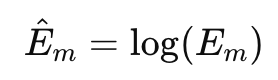 Ê_m = log(E_m)